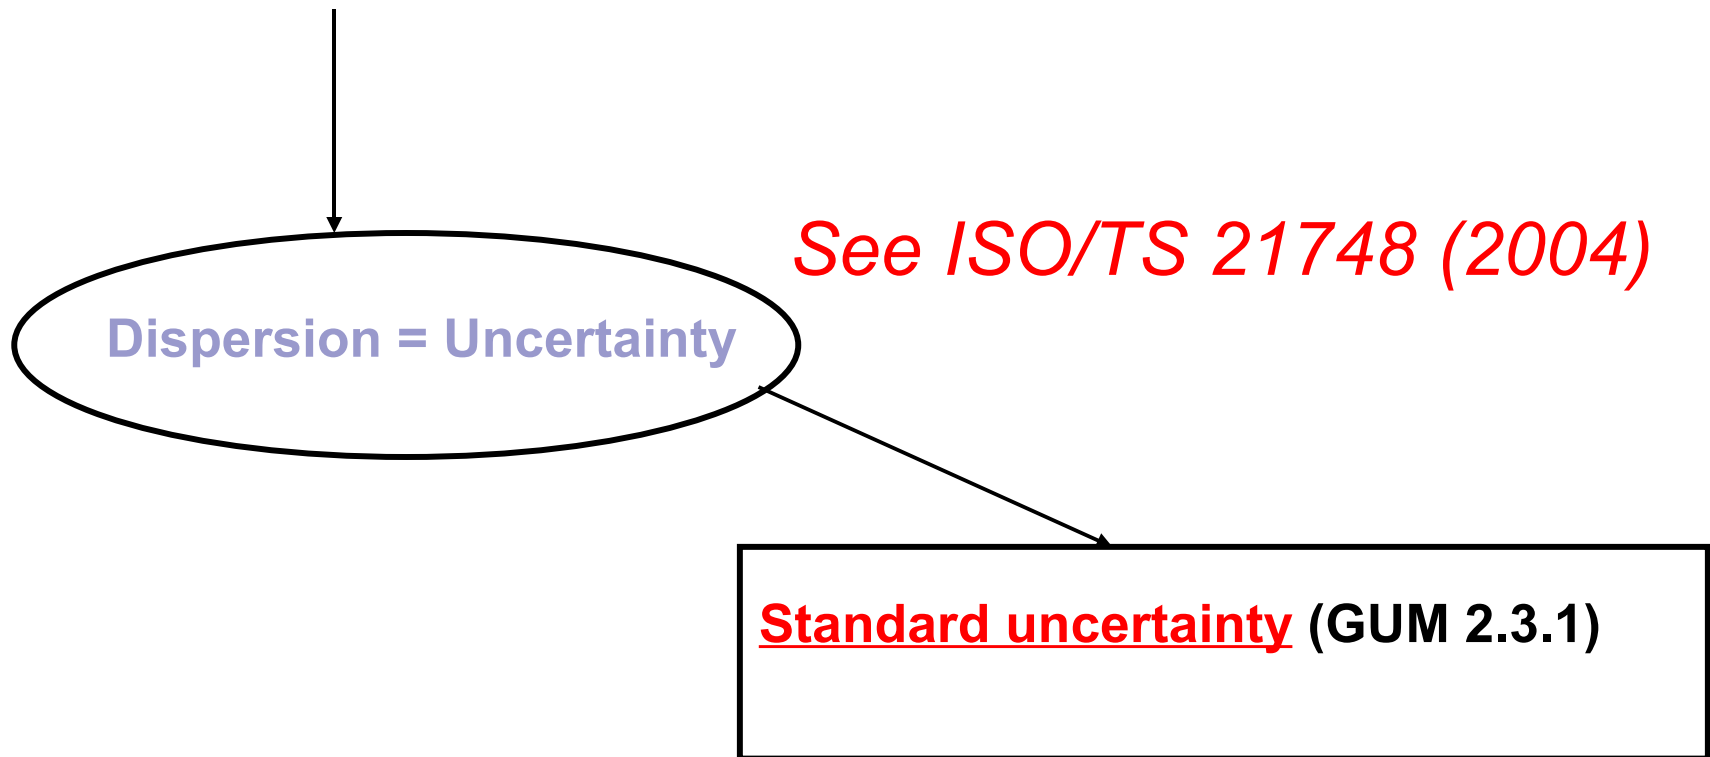 See ISO/TS 21748 (2004)
Dispersion = Uncertainty
Standard uncertainty (GUM 2.3.1)